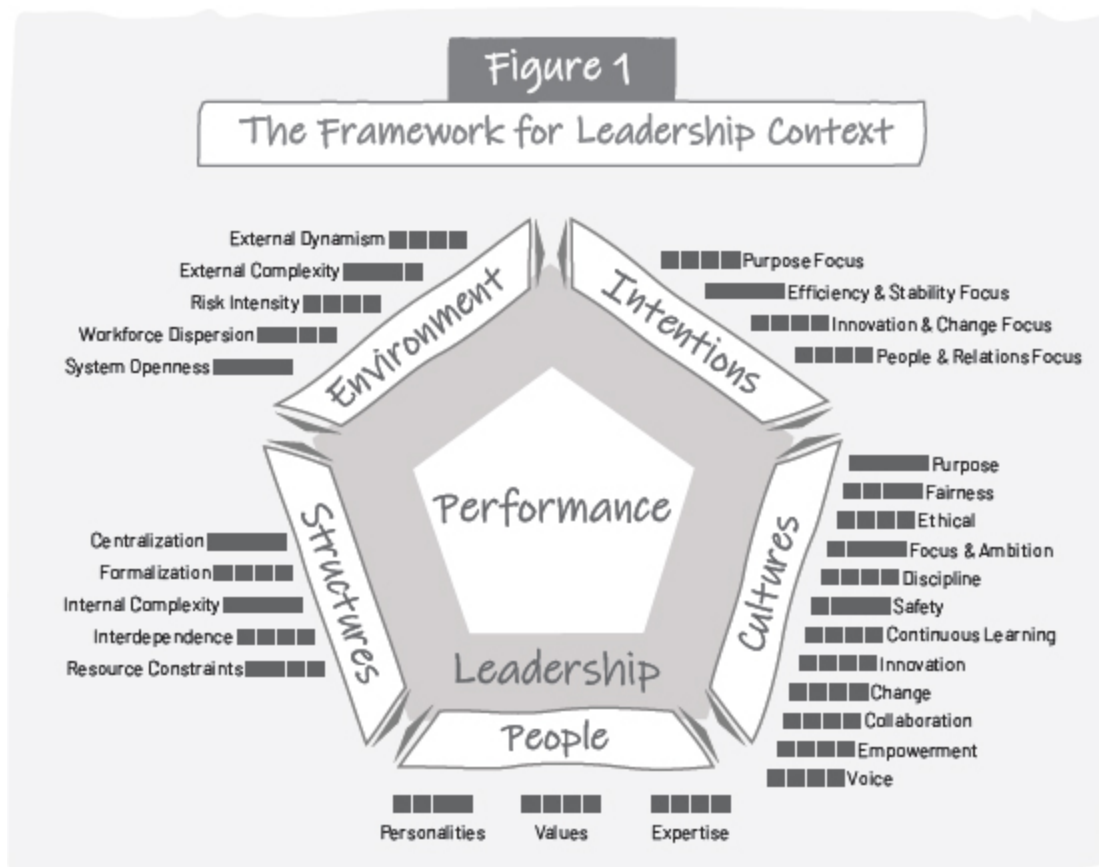 Figure 1
The Framework for Leadership Context
External Dynamism
External Complexity
Risk Intensity
Workforce Dispersion
System Openness
Environment
Intentions
Purpose Focus
Efficiency & Stability Focus
Innovation & Change Focus
People & Relations Focus
Structures
Centralization
Formalization
Internal Complexity
Interdependence
Resource Constraints
Performance
Leadership
Cultures
Purpose
Fairness
Ethical
Focus & Ambition
Discipline
Safety
Continuous Learning
Innovation
Change
Collaboration
Empowerment
Voice
People
Personalities
Values
Expertise